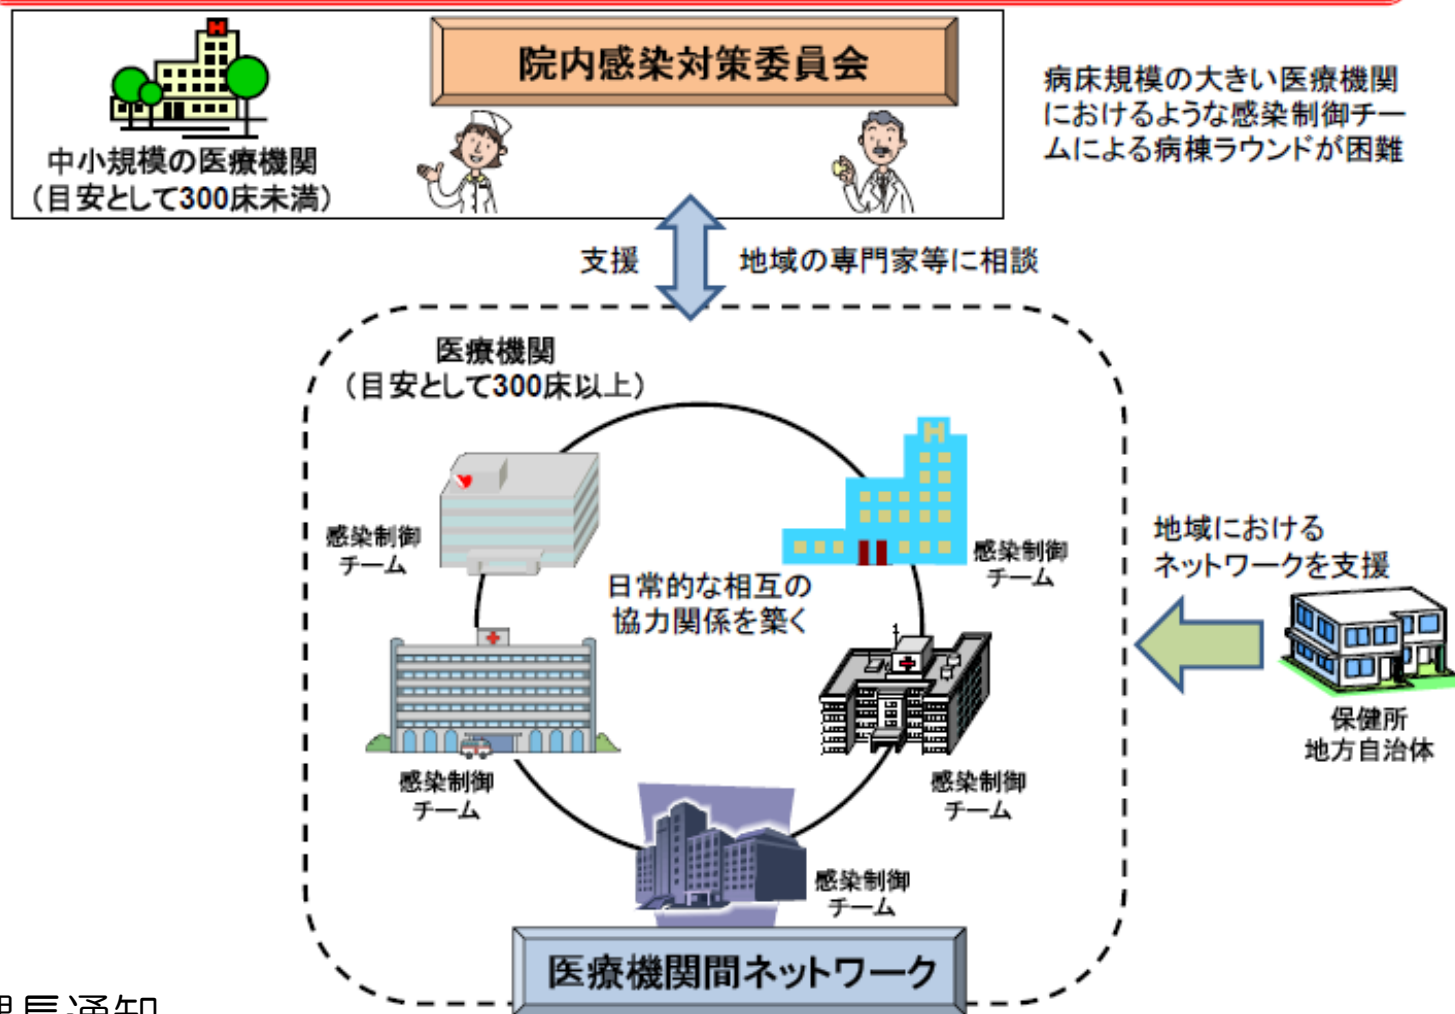 院内感染対策委員会
中小規模の医療機関
（目安として300床未満）
病床規模の大きい医療機関
におけるような感染制御チー
ムによる病棟ラウンドが困難
支援
地域の専門家等に相談
医療機関
（目安として300床以上）
感染制御
チーム
感染制御
チーム
日常的な相互の
協力関係を築く
地域における
ネットワークを支援
保健所
地方自治体
感染制御
チーム
感染制御
チーム
感染制御
チーム
医療機関間ネットワーク
長通知